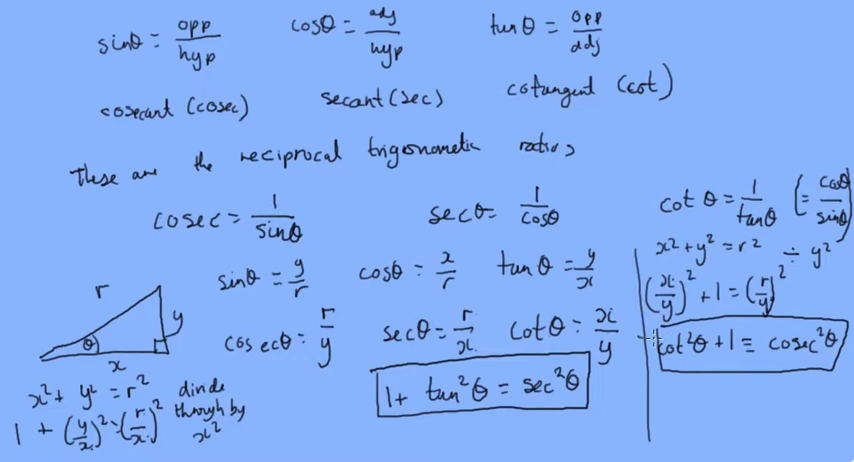 sinθ = opp/hyp cosθ = adj/hyp tanθ = opp/adj
cosecant (cosec) secant (sec) cotangent (cot)
These are the reciprocal trigonometric ratios
cosec = 1/sinθ secθ = 1/cosθ cot θ = 1/tanθ (= cosθ/sinθ)
sinθ = y/r cosθ = x/r tanθ = y/x
cosecθ = r/y secθ = r/x cotθ = x/y
r
y
θ
x
x² + y² = r² divide through by x²
1 + (y/x)² = (r/x)²
1 + tan²θ = sec²θ
x² + y² = r² ÷ y²
(x/y)² + 1 = (r/y)²
cot²θ + 1 ≡ cosec²θ